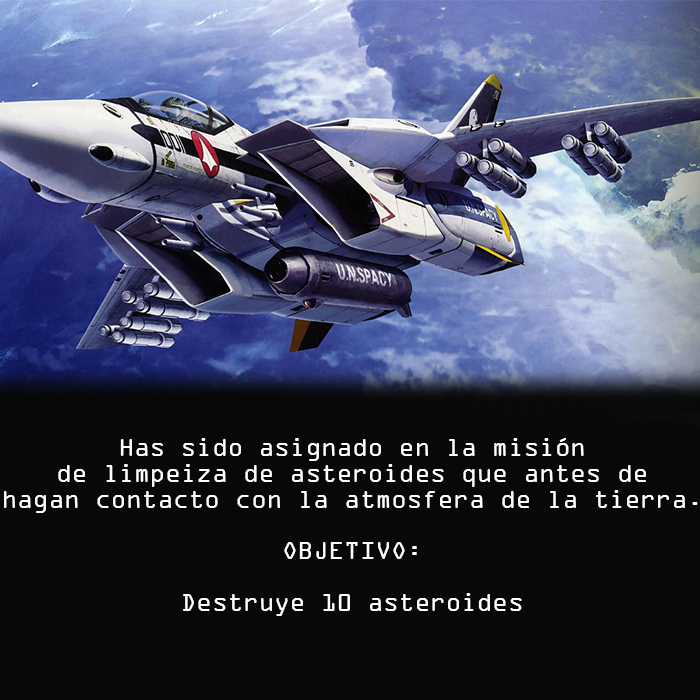 001
U.N.SPACY
U.N.SPACY
Has sido asignado en la misión
de limpeiza de asteroides que antes de
hagan contacto con la atmosfera de la tierra.
OBJETIVO:
Destruye 10 asteroides